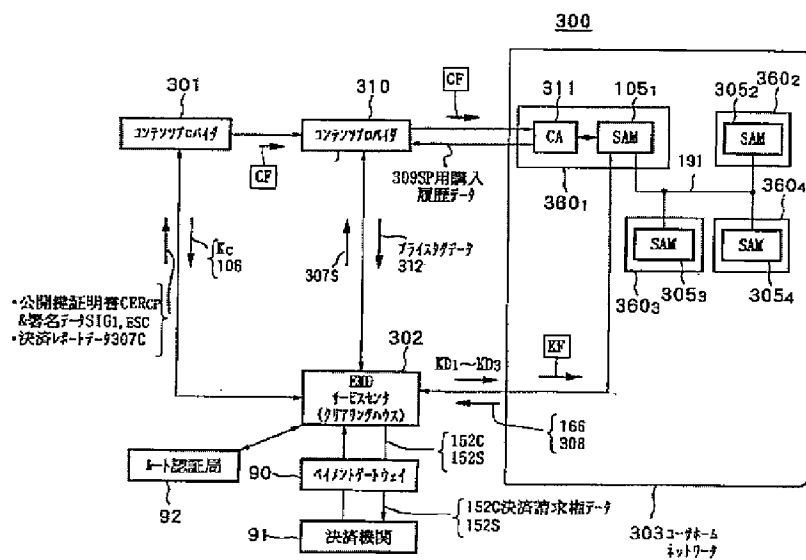 300
301
310
CF
311
105₁
305₂
360₂
コンテンツプロバイダ
コンテンツプロバイダ
CA
SAM
SAM
CF
309SP用購入
履歴データ
360₁
191
360₄
SAM
SAM
360₃
305₃
305₄
Kc
106
307S
プライスタグデータ
312
・公開鍵証明書CERCP
&署名データSIG1,ESC
・決済レポートデータ307C
302
KD₁～KD₃
KF
EMD
サービスセンタ
(クリアリングハウス)
166
308
152C
152S
ルート認証局
90
ペイメントゲートウェイ
92
152C決済請求権データ
152S
91
決済機関
303
ユーザホーム
ネットワーク